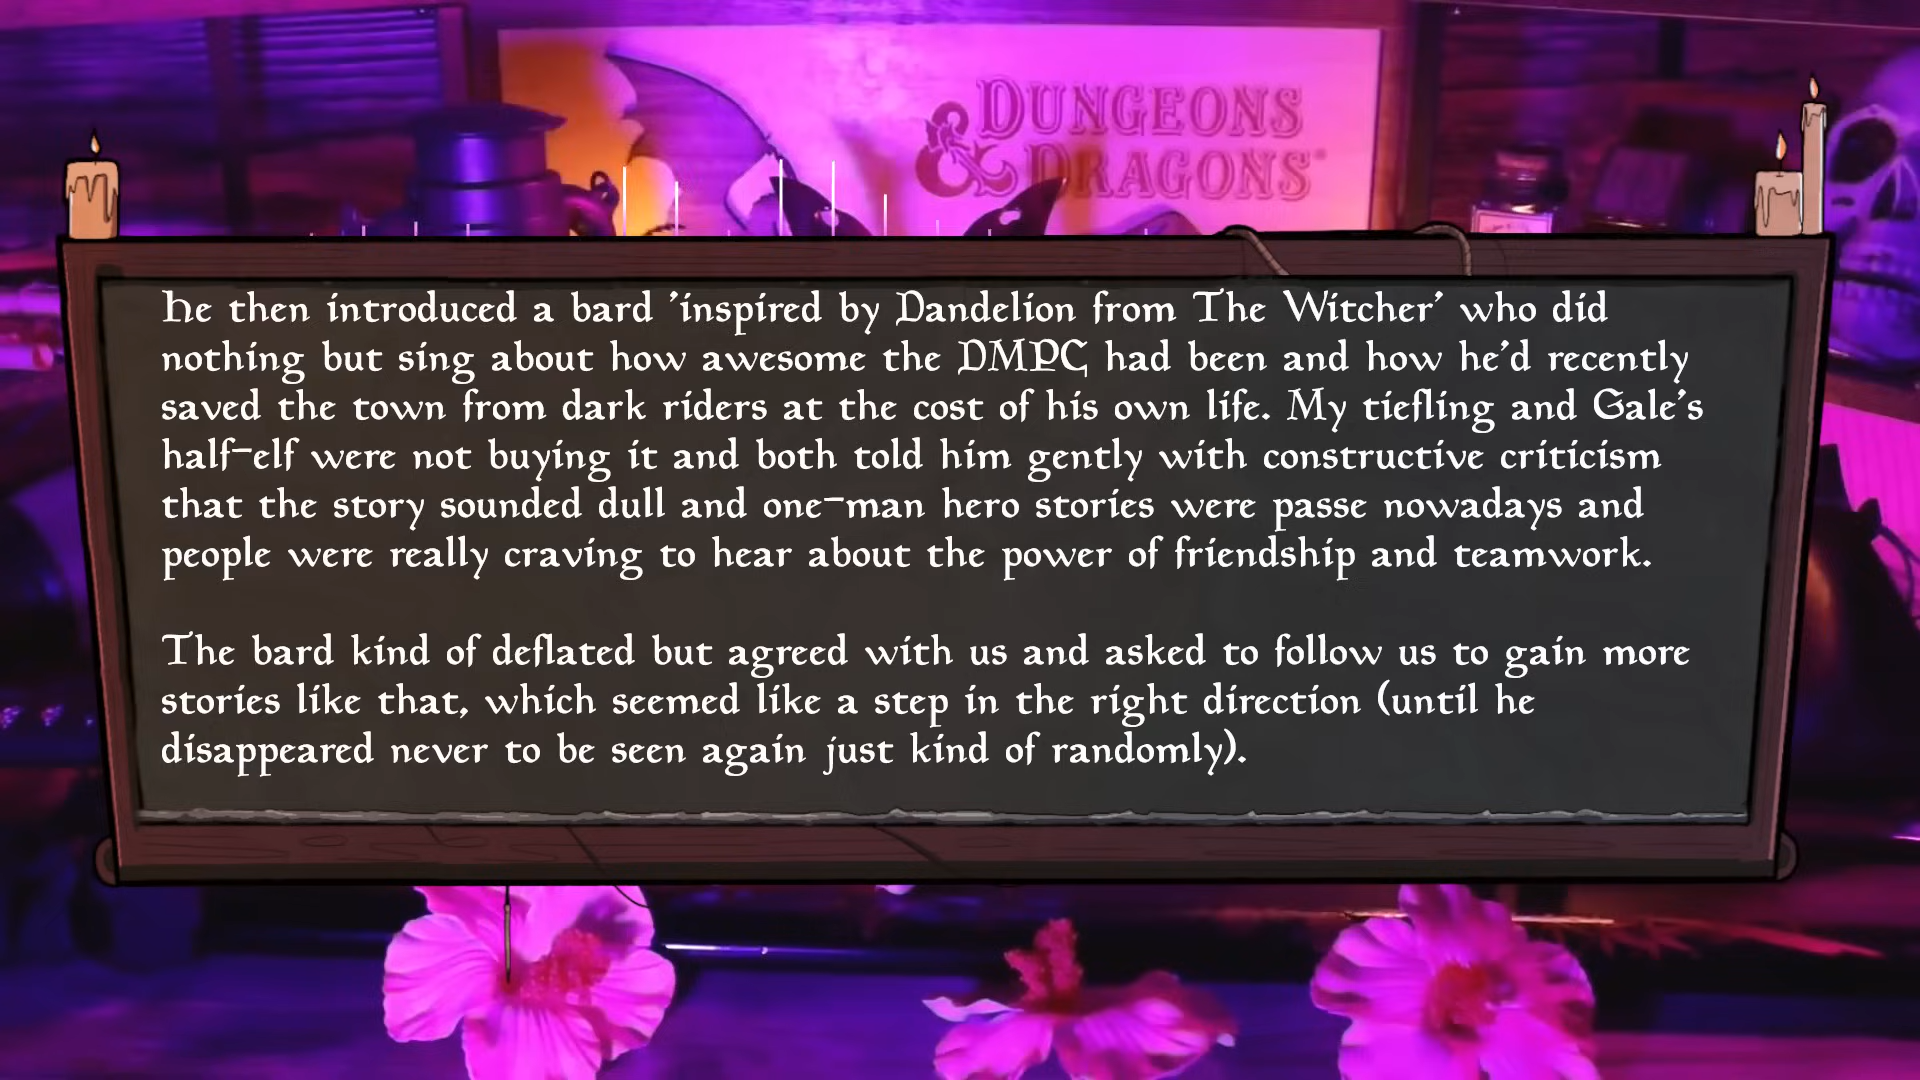 DUNGEONS
& DRAGONS
He then introduced a bard 'inspired by Dandelion from The Witcher' who did
nothing but sing about how awesome the DMPC had been and how he'd recently
saved the town from dark riders at the cost of his own life. My tiefling and Gale's
half-elf were not buying it and both told him gently with constructive criticism
that the story sounded dull and one-man hero stories were passe nowadays and
people were really craving to hear about the power of friendship and teamwork.
The bard kind of deflated but agreed with us and asked to follow us to gain more
stories like that, which seemed like a step in the right direction (until he
disappeared never to be seen again just kind of randomly).